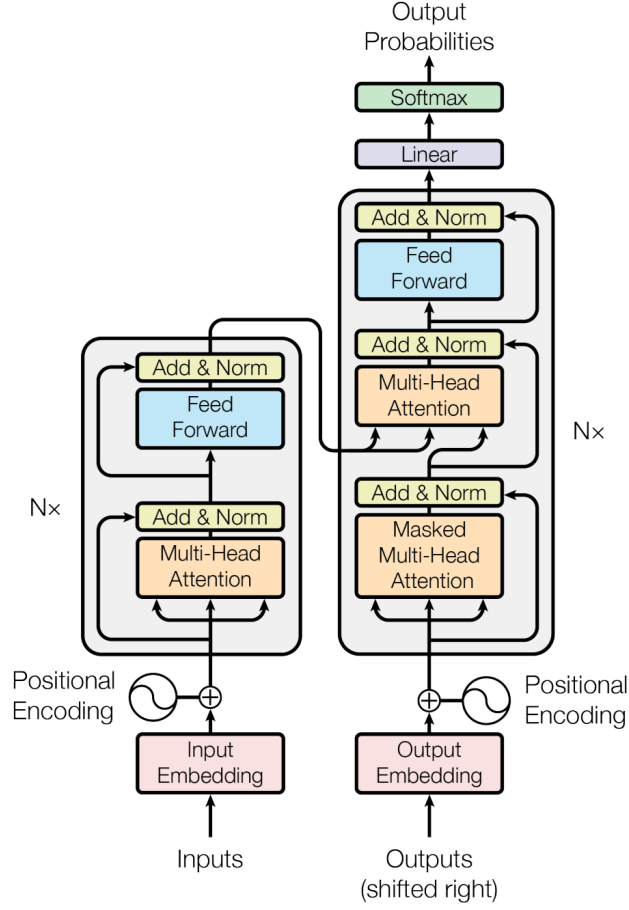 Output
Probabilities
Softmax
Linear
Add & Norm
Feed
Forward
Add & Norm
Multi-Head
Attention
Nx
Add & Norm
Masked
Multi-Head
Attention
Add & Norm
Feed
Forward
Nx
Add & Norm
Multi-Head
Attention
Positional
Encoding
Positional
Encoding
Input
Embedding
Output
Embedding
Inputs
Outputs
(shifted right)